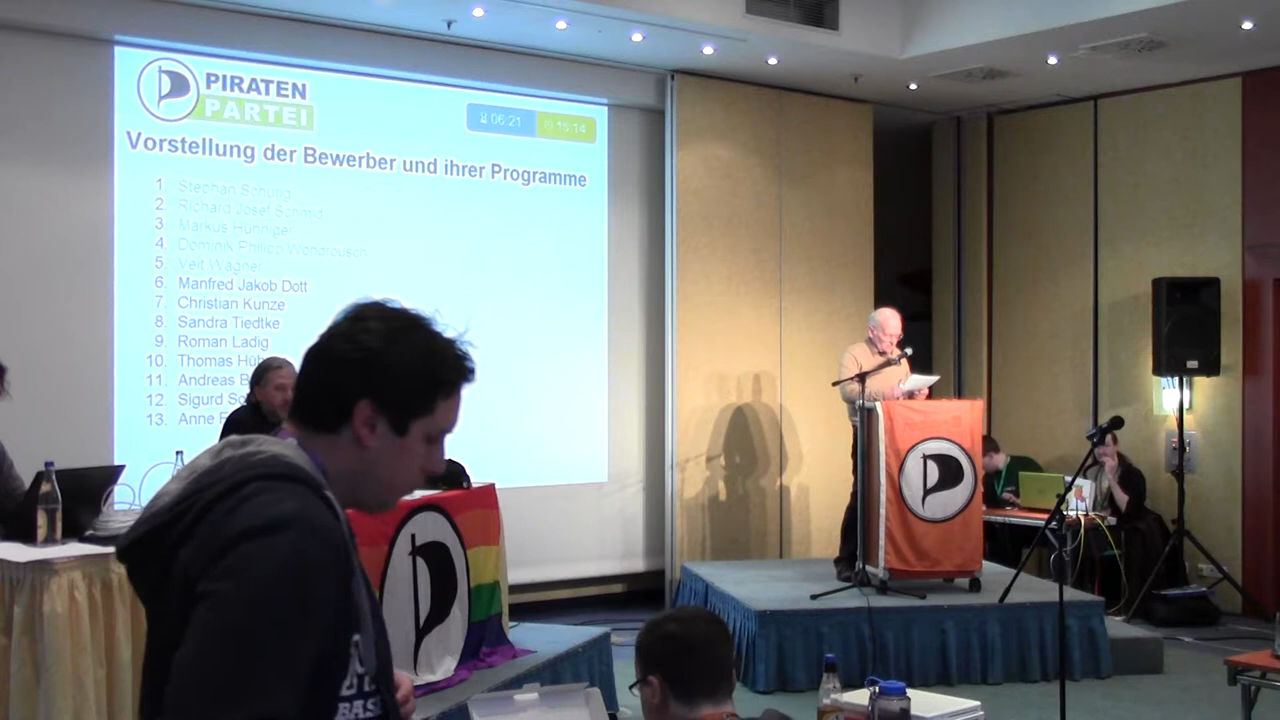 PIRATEN
PARTEI
06:21 15:14
Vorstellung der Bewerber und ihrer Programme
1. Stephan Schurig
2. Richard Josef Schmid
3. Markus Hünniger
4. Dominik Philipp Wondrousch
5. Veit Wagner
6. Manfred Jakob Dott
7. Christian Kunze
8. Sandra Tiedtke
9. Roman Ladig
10. Thomas
11. Andreas
12. Sigurd
13. Anne